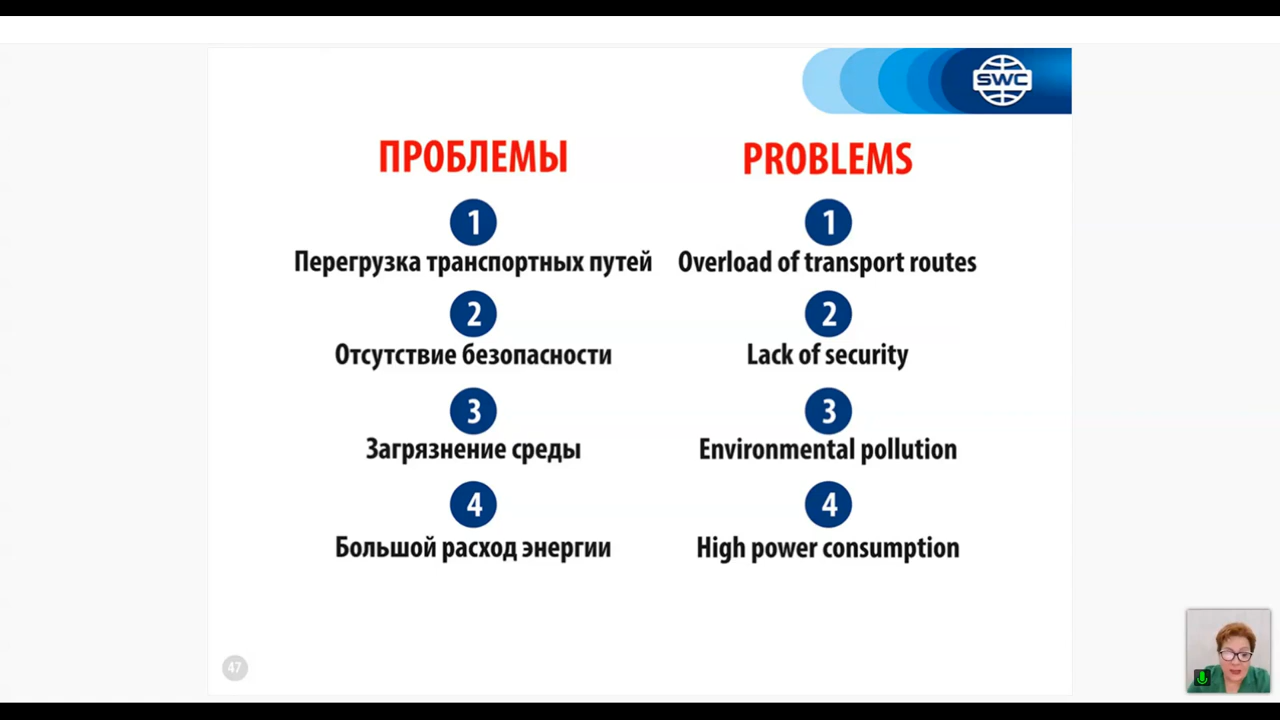 SWC
ПРОБЛЕМЫ
1
Перегрузка транспортных путей
2
Отсутствие безопасности
3
Загрязнение среды
4
Большой расход энергии
PROBLEMS
1
Overload of transport routes
2
Lack of security
3
Environmental pollution
4
High power consumption
47